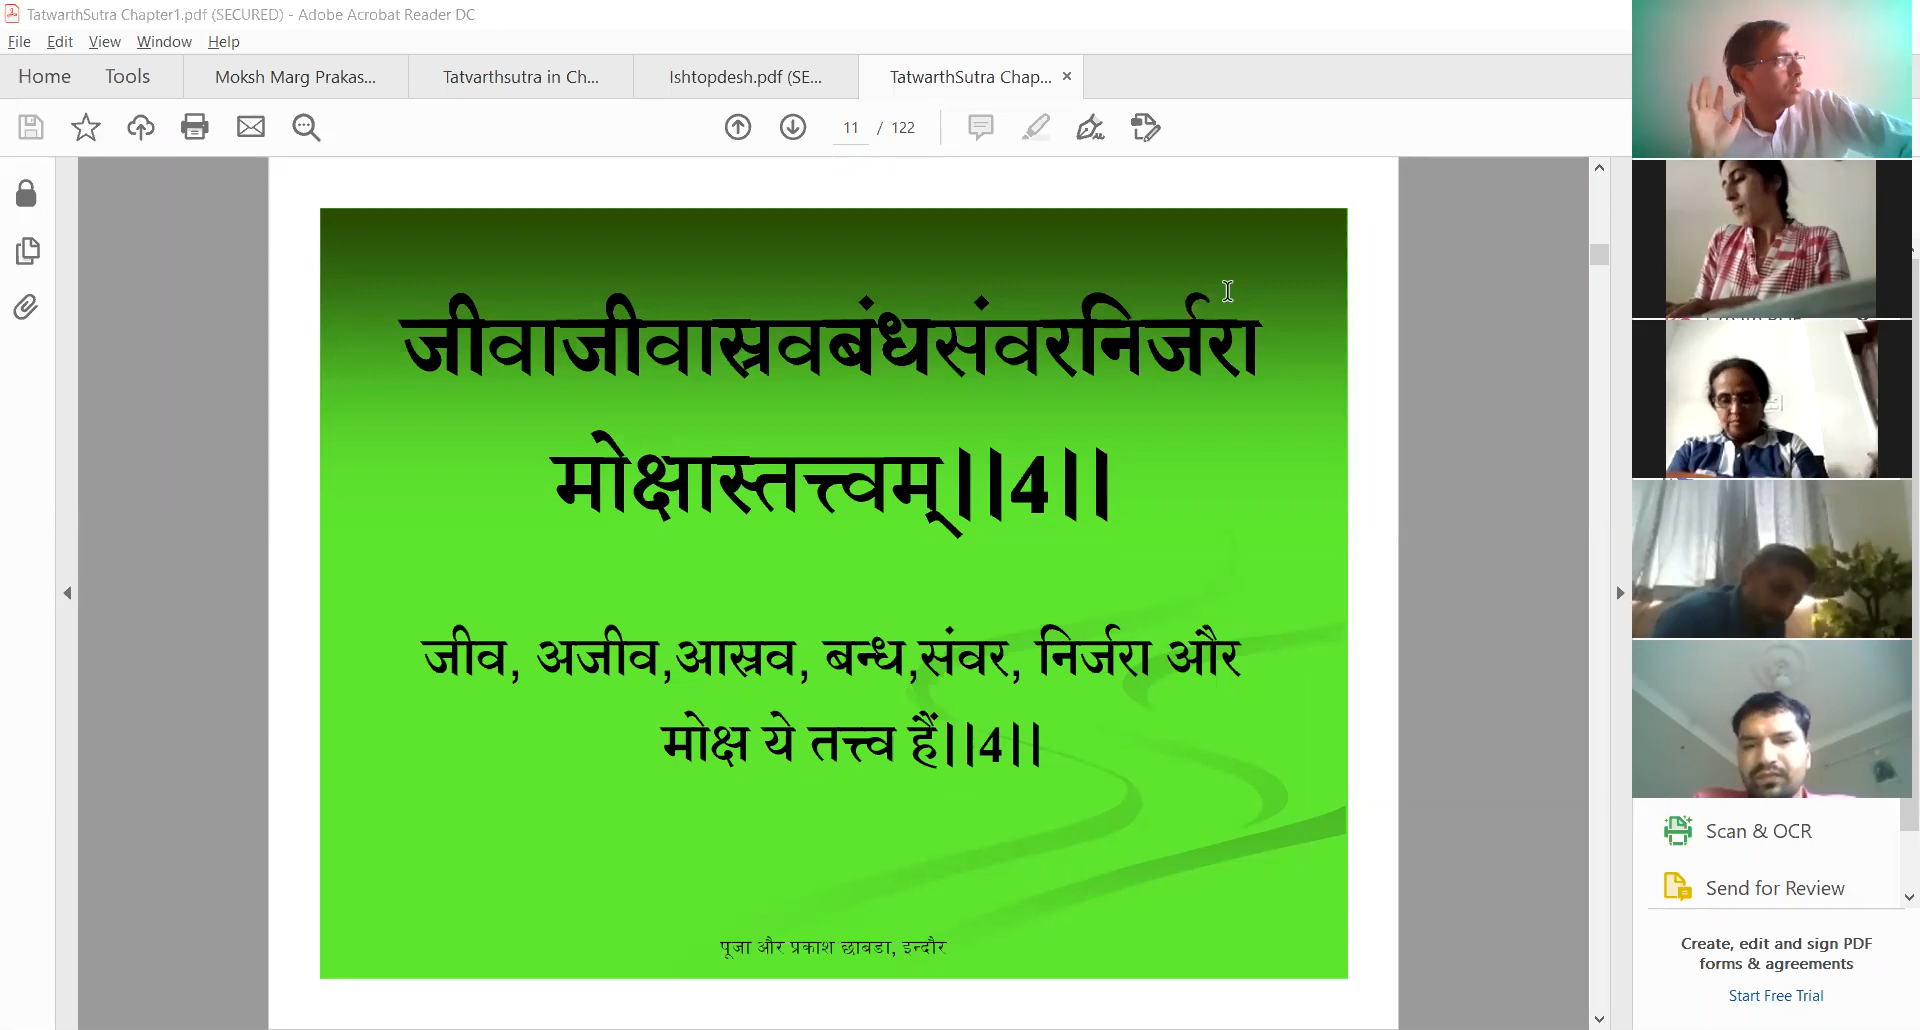 TatwarthSutra Chapter1.pdf (SECURED) - Adobe Acrobat Reader DC
File Edit View Window Help
Home Tools Moksh Marg Prakas... Tatvarthsutra in Ch... Ishtopdesh.pdf (SE... TatwarthSutra Chap... ×
11 / 122
जीवाजीवास्रवबंधसंवरनिर्जरा
मोक्षास्तत्त्वम्||4||
जीव, अजीव,आस्रव, बन्ध,संवर, निर्जरा और
मोक्ष ये तत्त्व हैं||4||
पूजा और प्रकाश छाबडा, इन्दौर
Scan & OCR
Send for Review
Create, edit and sign PDF
forms & agreements
Start Free Trial